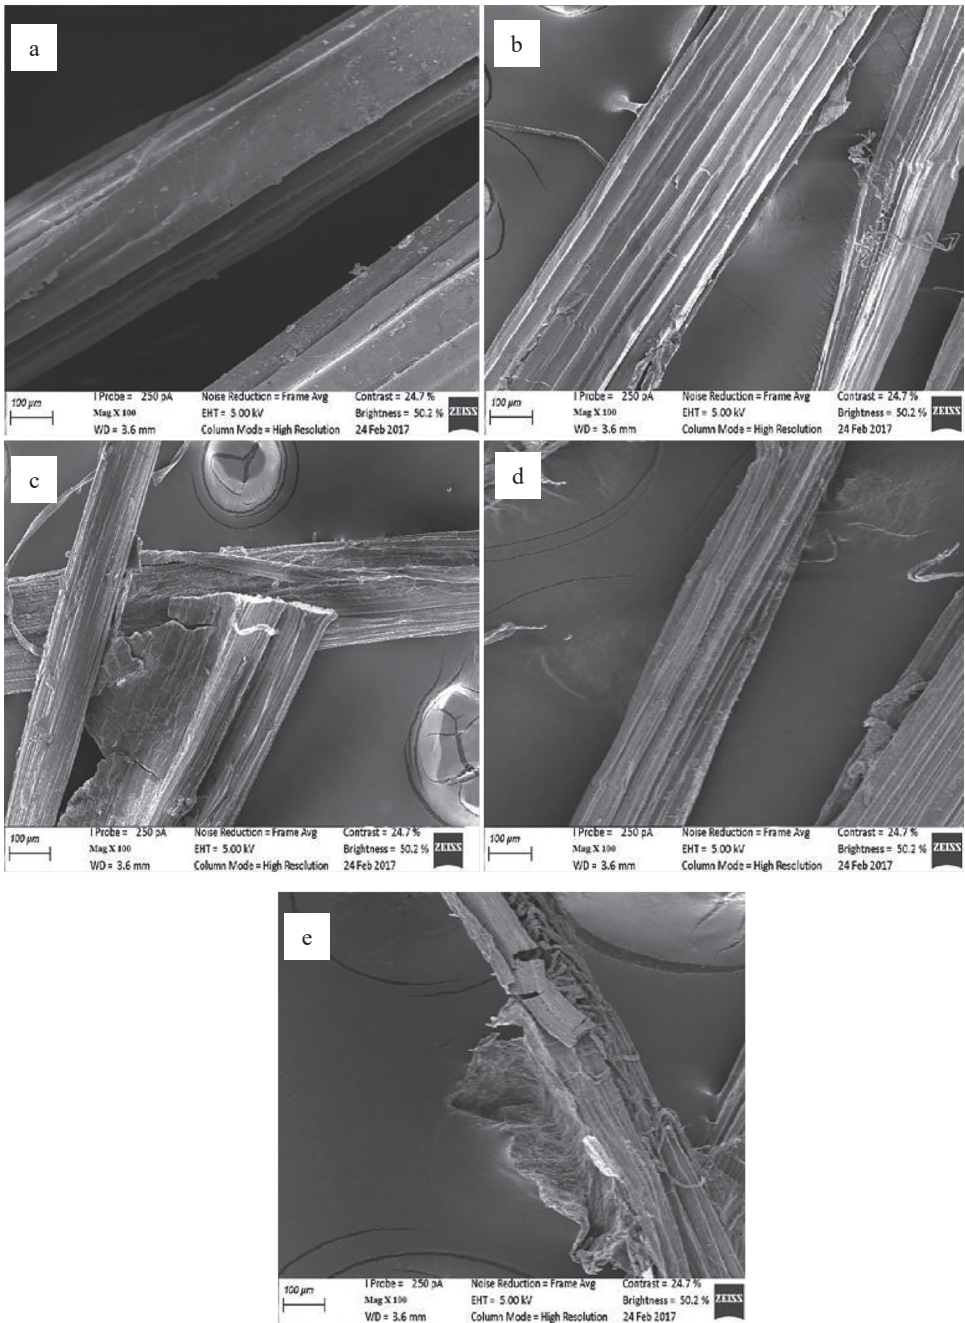 a
I Probe = 250 pA Noise Reduction = Frame Avg Contrast = 24.7 %
100 µm Mag X 100 EHT = 5.00 kV Brightness = 50.2 % ZEISS
WD = 3.6 mm Column Mode = High Resolution 24 Feb 2017
b
I Probe = 250 pA Noise Reduction = Frame Avg Contrast = 24.7 %
100 µm Mag X 100 EHT = 5.00 kV Brightness = 50.2 % ZEISS
WD = 3.6 mm Column Mode = High Resolution 24 Feb 2017
c
I Probe = 250 pA Noise Reduction = Frame Avg Contrast = 24.7 %
100 µm Mag X 100 EHT = 5.00 kV Brightness = 50.2 % ZEISS
WD = 3.6 mm Column Mode = High Resolution 24 Feb 2017
d
I Probe = 250 pA Noise Reduction = Frame Avg Contrast = 24.7 %
100 µm Mag X 100 EHT = 5.00 kV Brightness = 50.2 % ZEISS
WD = 3.6 mm Column Mode = High Resolution 24 Feb 2017
e
I Probe = 250 pA Noise Reduction = Frame Avg Contrast = 24.7 %
100 µm Mag X 100 EHT = 5.00 kV Brightness = 50.2 % ZEISS
WD = 3.6 mm Column Mode = High Resolution 24 Feb 2017